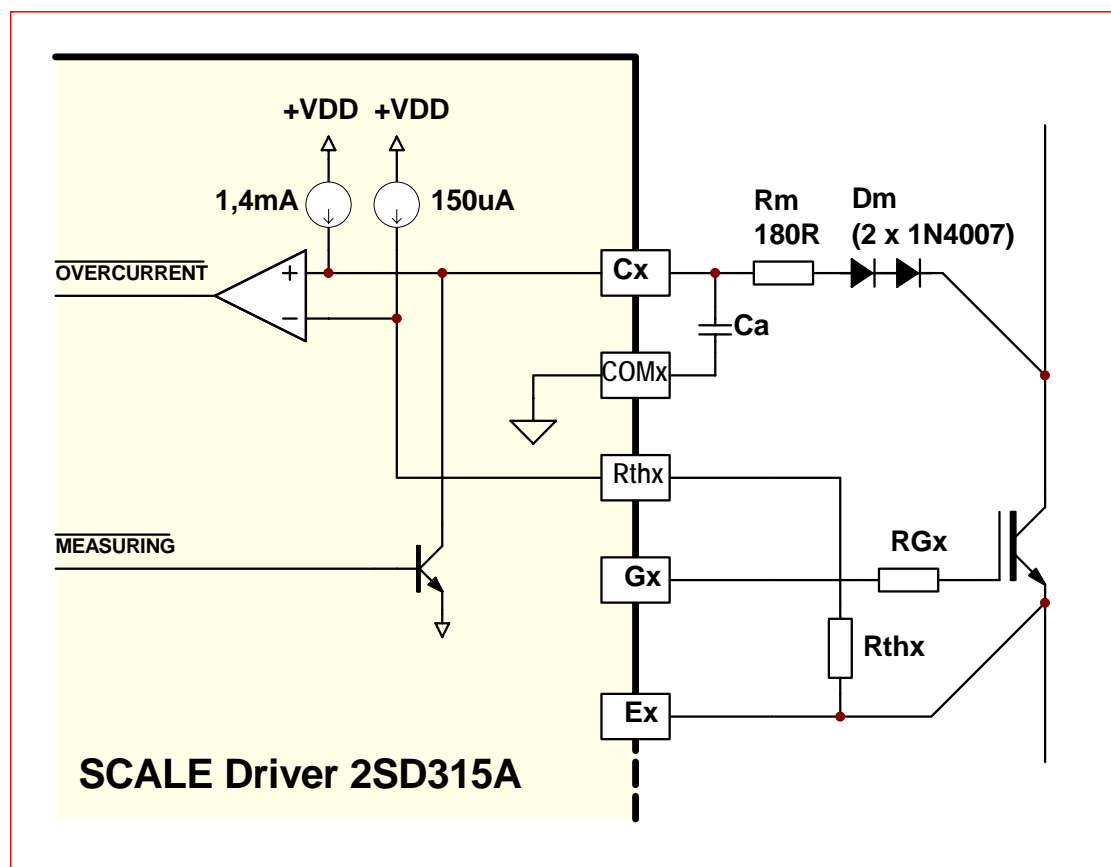 +VDD +VDD
1,4mA
150uA
Rm
180R
Dm
(2 x 1N4007)
OVERCURRENT
+
−
Cx
Ca
COMx
Rthx
MEASURING
Gx
RGx
Rthx
Ex
SCALE Driver 2SD315A